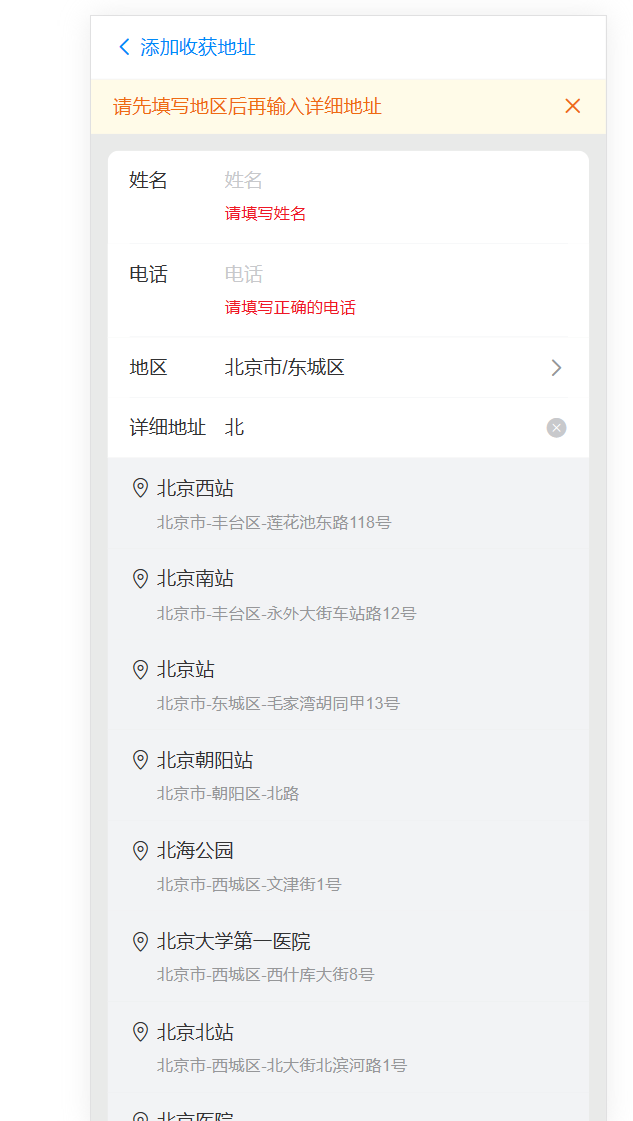 添加收获地址
请先填写地区后再输入详细地址
姓名 姓名
请填写姓名
电话 电话
请填写正确的电话
地区 北京市/东城区
详细地址 北
北京西站
北京市-丰台区-莲花池东路118号
北京南站
北京市-丰台区-永外大街车站路12号
北京站
北京市-东城区-毛家湾胡同甲13号
北京朝阳站
北京市-朝阳区-北路
北海公园
北京市-西城区-文津街1号
北京大学第一医院
北京市-西城区-西什库大街8号
北京北站
北京市-西城区-北大街北滨河路1号
北京医院